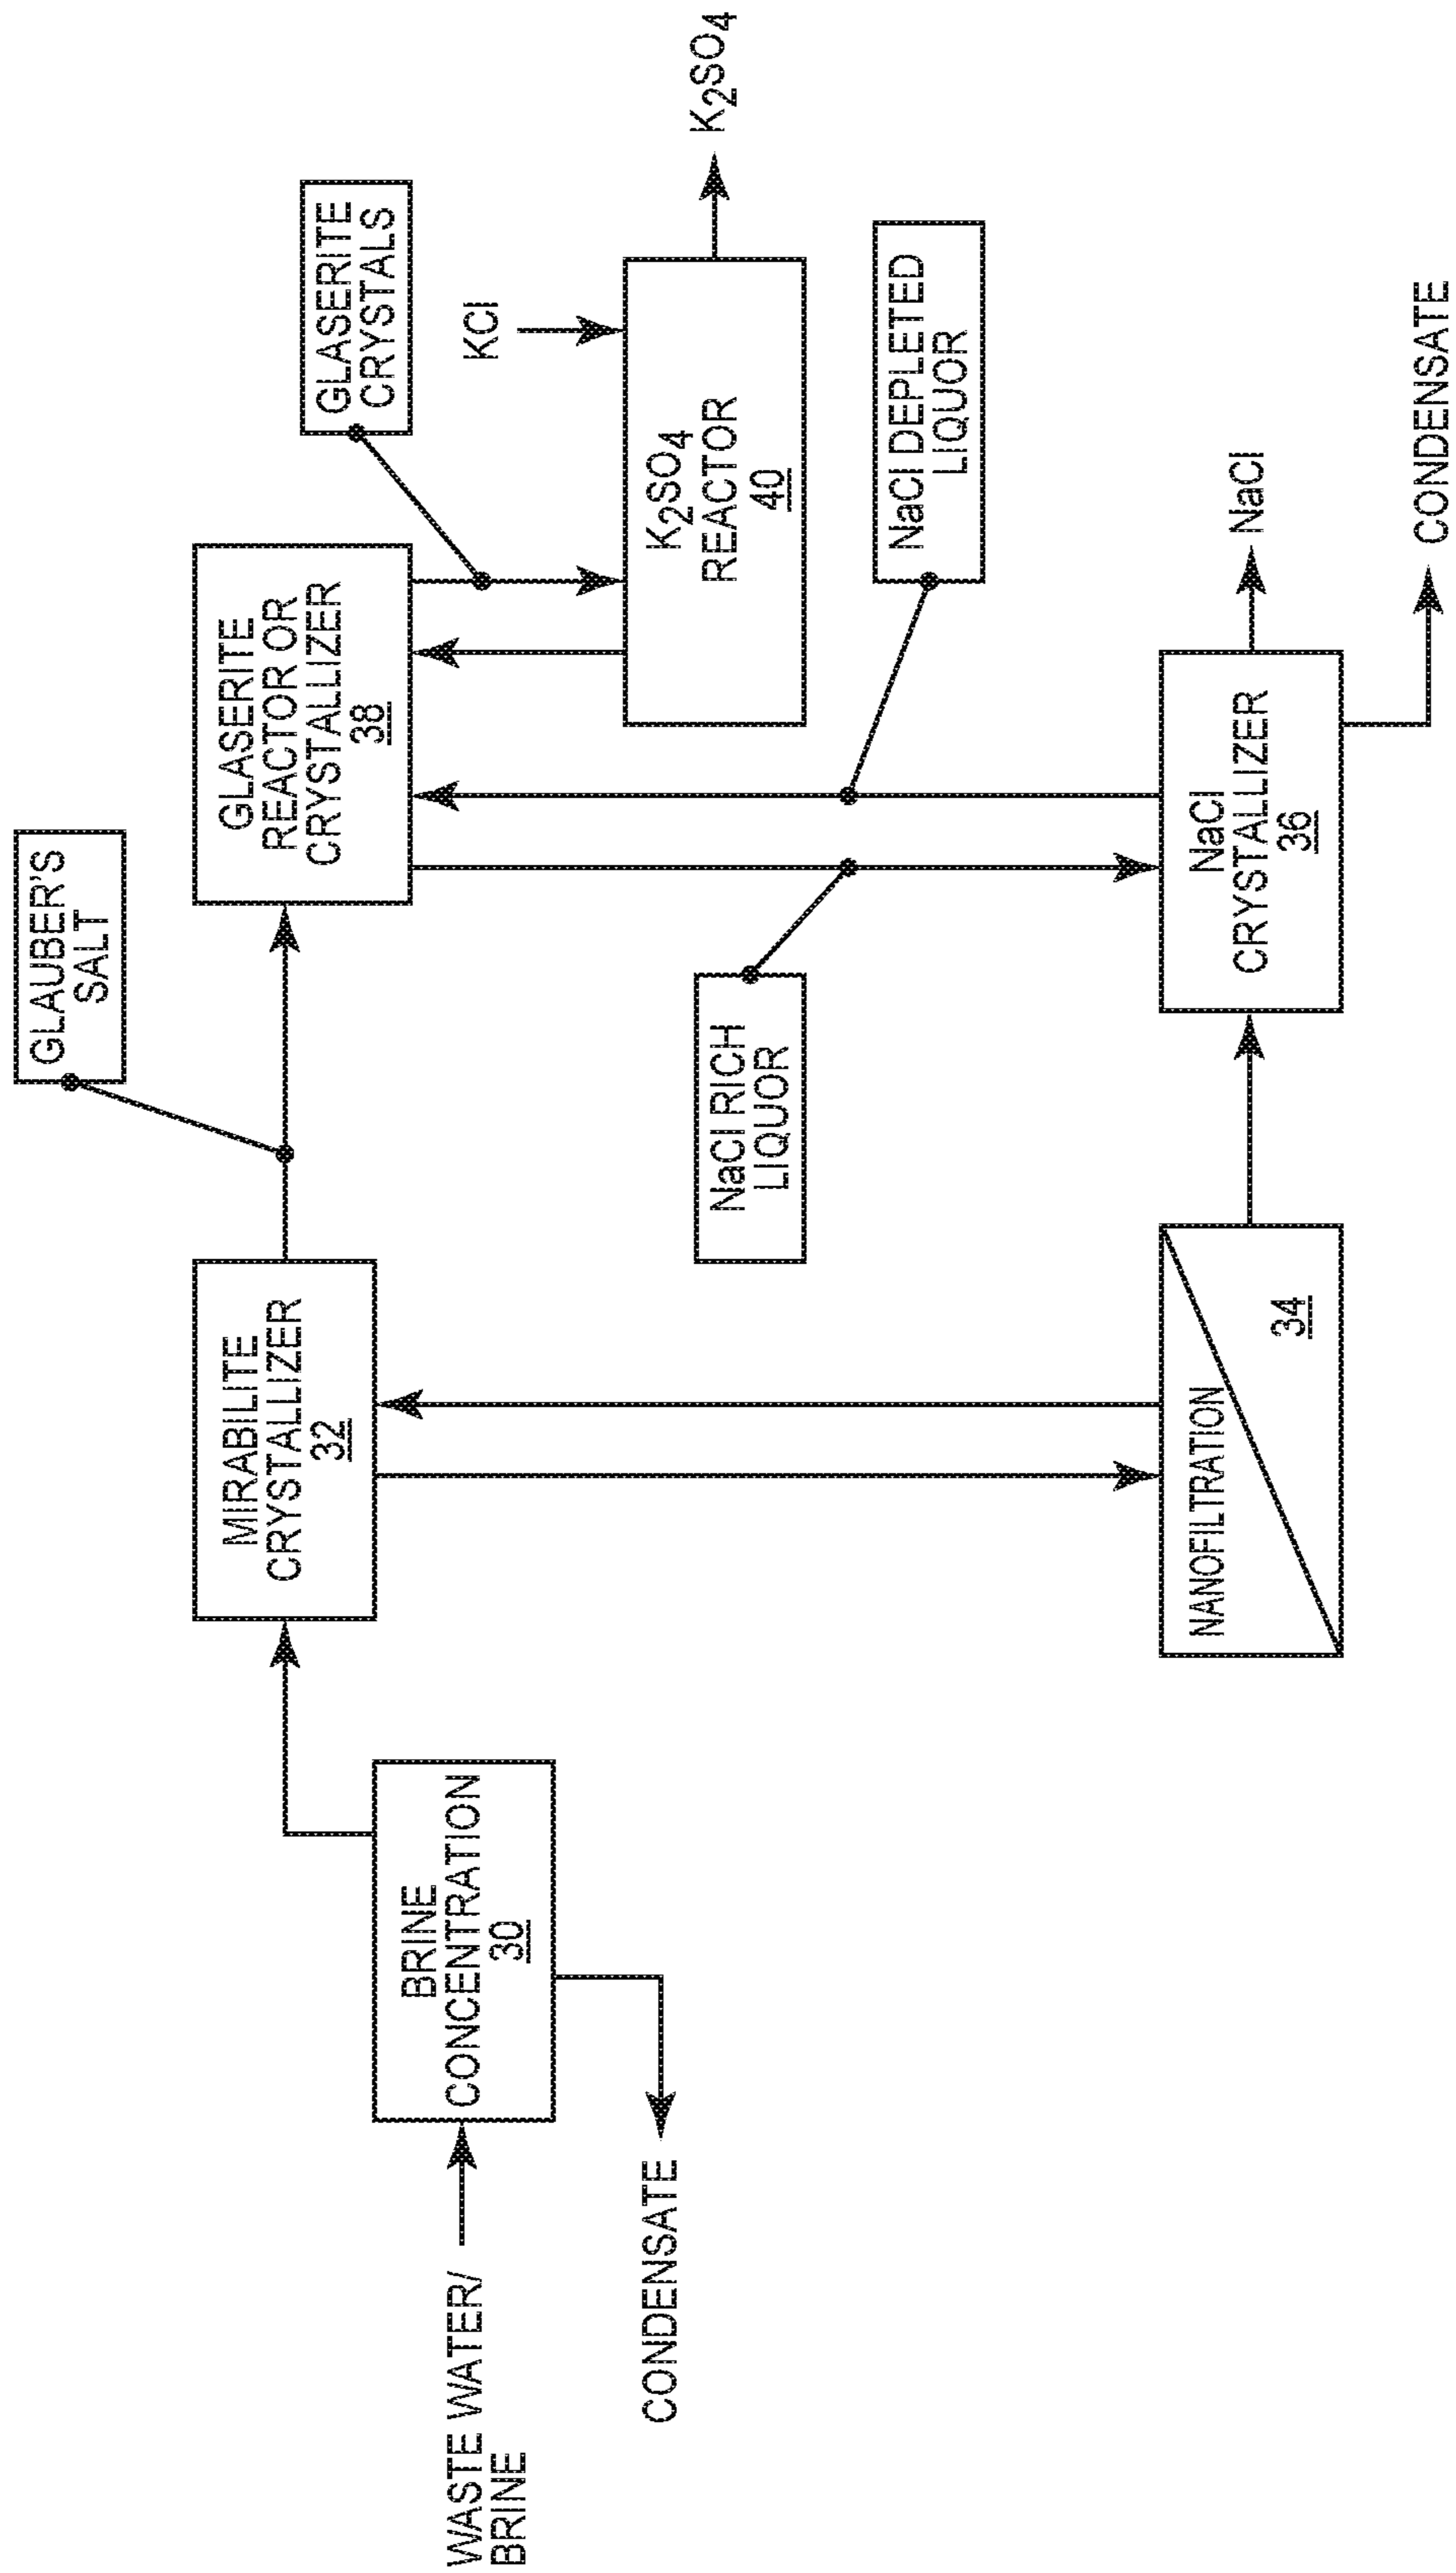 WASTE WATER/
BRINE
BRINE
CONCENTRATION
30
CONDENSATE
MIRABILITE
CRYSTALLIZER
32
GLAUBER'S
SALT
NANOFILTRATION
34
NaCl RICH
LIQUOR
GLASERITE
REACTOR OR
CRYSTALLIZER
38
GLASERITE
CRYSTALS
KCl
K₂SO₄
REACTOR
40
K₂SO₄
NaCl DEPLETED
LIQUOR
NaCl
CRYSTALLIZER
36
NaCl
CONDENSATE